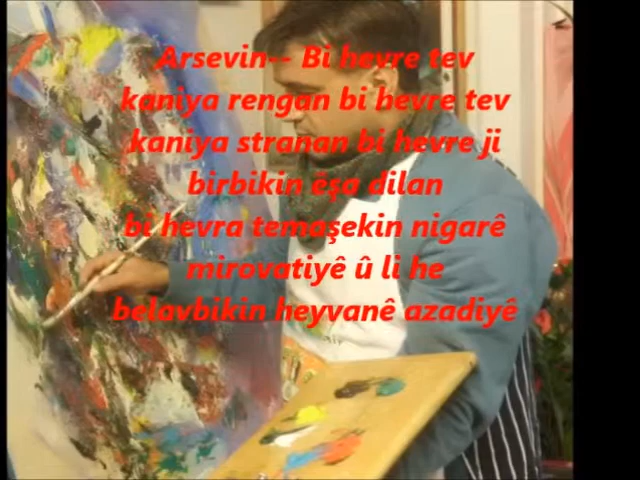 Arsevin-- Bi hevre tev
kaniya rengan bi hevre tev
kaniya stranan bi hevre ji
birbikin êşa dilan
bi hevra temaşekin nigarê
mirovatiyê û li he
belavbikin heyvanê azadiyê